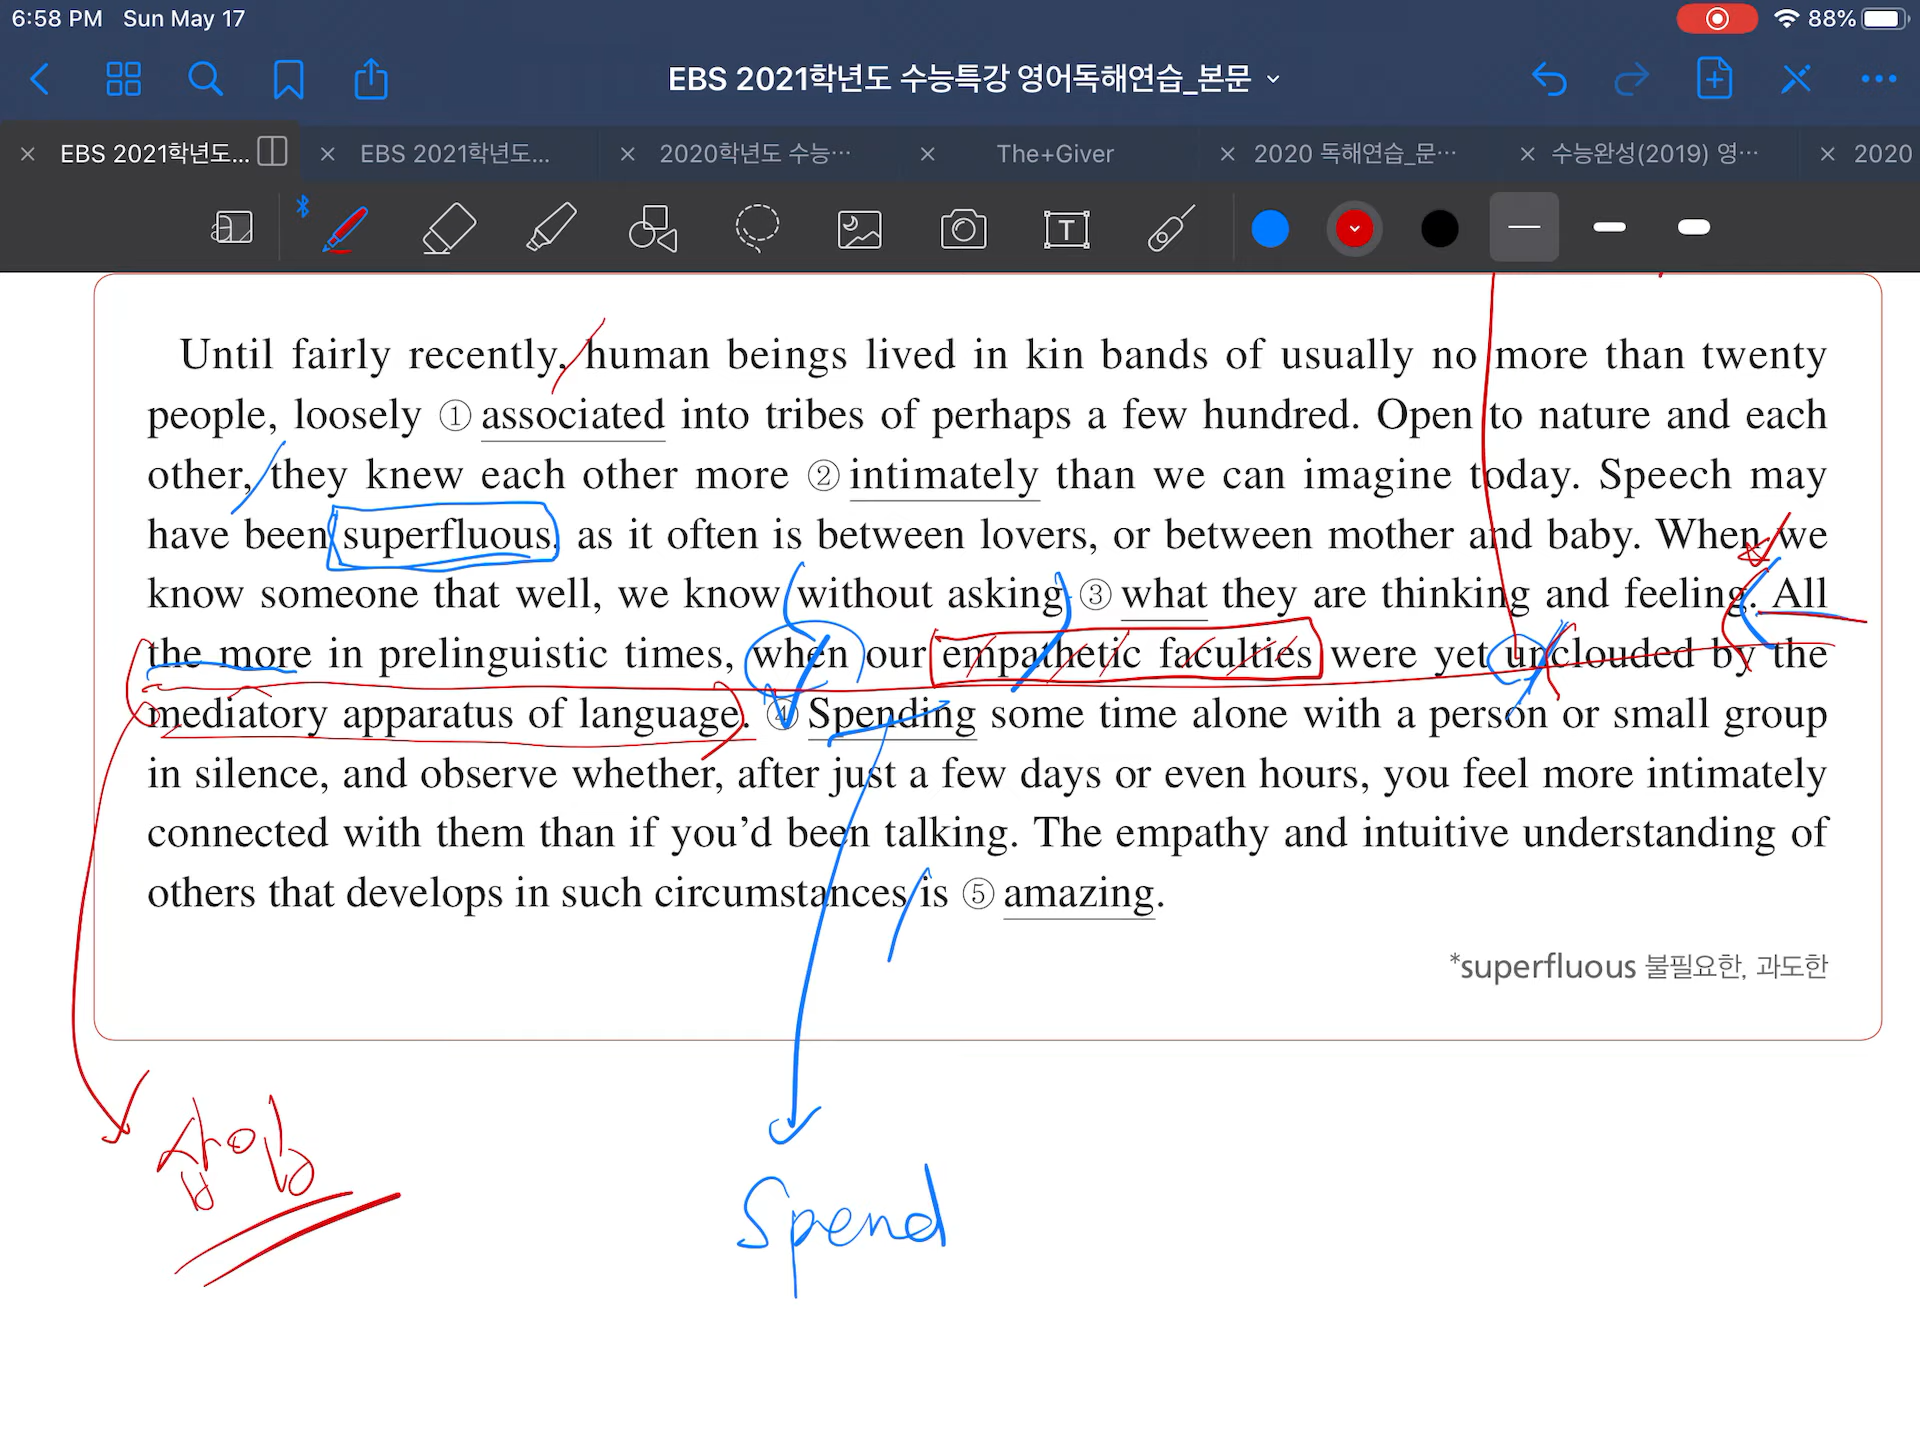 6:58 PM Sun May 17
88%
EBS 2021학년도 수능특강 영어독해연습_본문
EBS 2021학년도...
EBS 2021학년도...
2020학년도 수능…
The+Giver
2020 독해연습_문…
수능완성(2019) 영…
2020
T
Until fairly recently, human beings lived in kin bands of usually no more than twenty
people, loosely ① associated into tribes of perhaps a few hundred. Open to nature and each
other, they knew each other more ② intimately than we can imagine today. Speech may
have been superfluous, as it often is between lovers, or between mother and baby. When we
know someone that well, we know without asking ③ what they are thinking and feeling. All
the more in prelinguistic times, when our empathetic faculties were yet unclouded by the
mediatory apparatus of language. ④ Spending some time alone with a person or small group
in silence, and observe whether, after just a few days or even hours, you feel more intimately
connected with them than if you'd been talking. The empathy and intuitive understanding of
others that develops in such circumstances is ⑤ amazing.
*superfluous 불필요한, 과도한
Spend